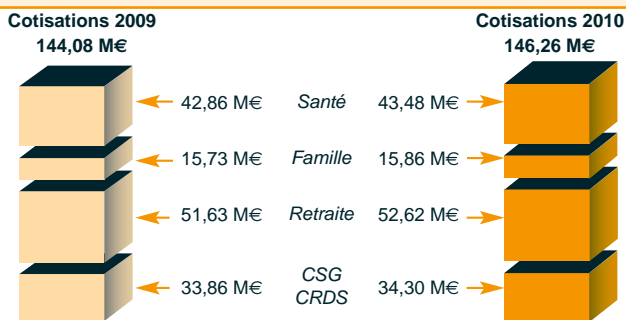 Cotisations 2009
144,08 M€
Cotisations 2010
146,26 M€
42,86 M€ Santé 43,48 M€
15,73 M€ Famille 15,86 M€
51,63 M€ Retraite 52,62 M€
33,86 M€ CSG CRDS 34,30 M€